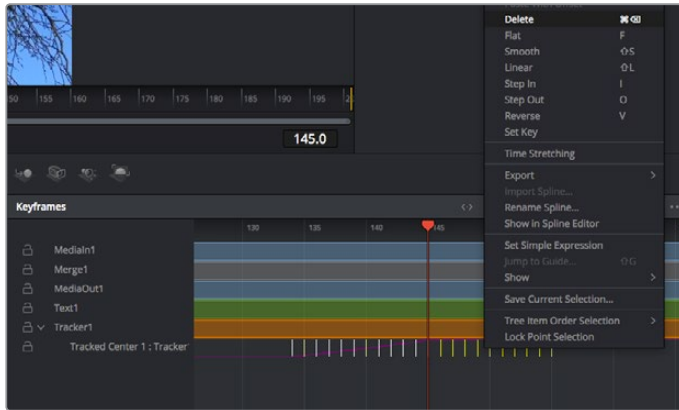 Delete ⌘⌫
Flat F
Smooth ⇧S
Linear ⇧L
Step In I
Step Out O
Reverse V
Set Key
Time Stretching
Export >
Import Spline...
Rename Spline...
Show in Spline Editor
Set Simple Expression
Jump to Guide... ⇧G
Show >
Save Current Selection...
Tree Item Order Selection >
Lock Point Selection
155 160 165 170 175 180 185 190 195
145.0
Keyframes
130 135 140 145
MediaIn1
Merge1
MediaOut1
Text1
Tracker1
Tracked Center 1 : Tracker